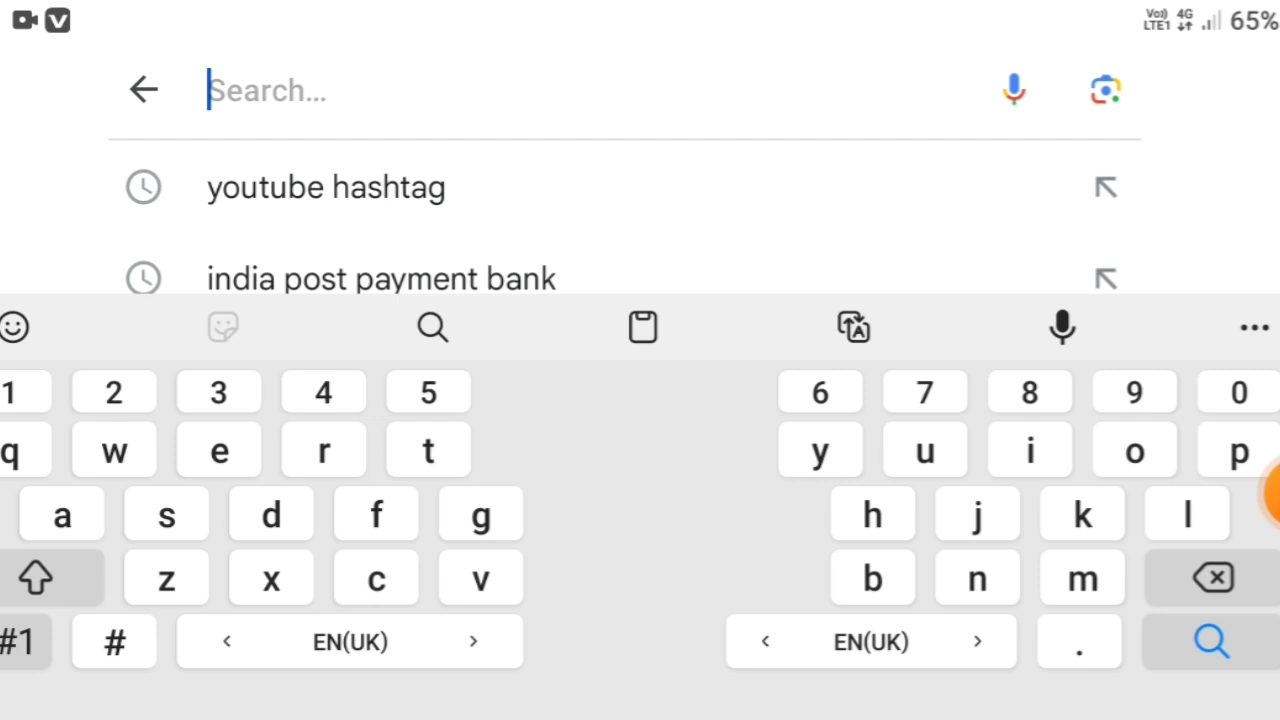 V
Vo)) 4G 65%
LTE1
Search...
youtube hashtag
india post payment bank
1 2 3 4 5 6 7 8 9 0
q w e r t y u i o p
a s d f g h j k l
z x c v b n m
#1 # < EN(UK) > < EN(UK) > .